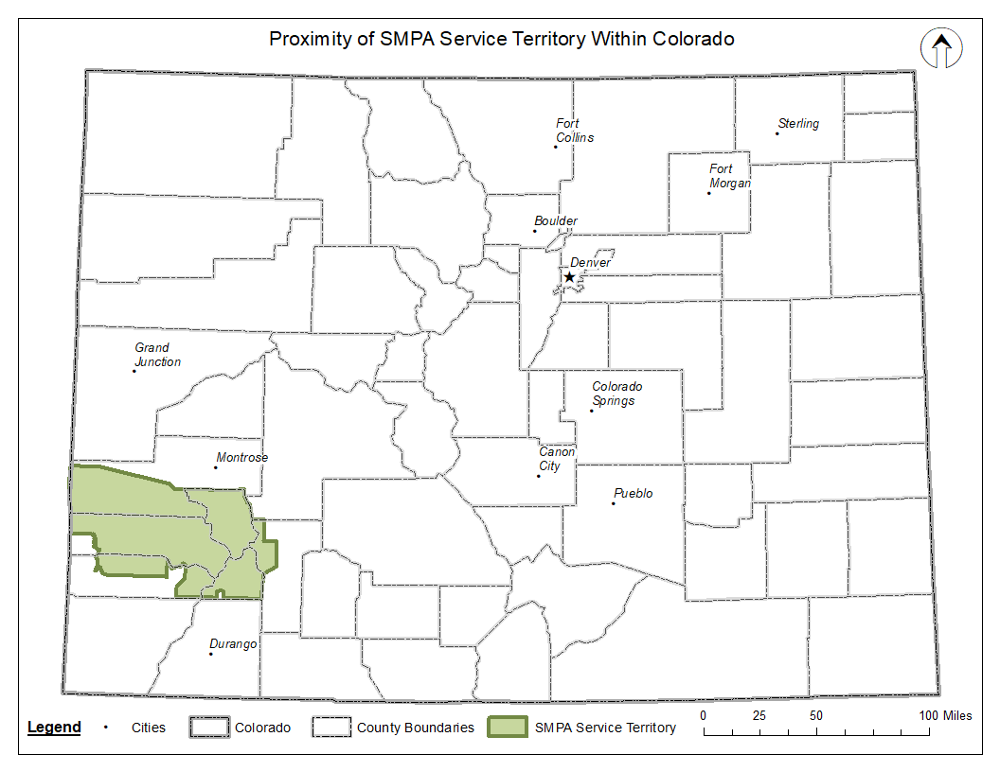 Proximity of SMPA Service Territory Within Colorado
Fort
Collins
Sterling
Fort
Morgan
Boulder
Denver
Grand
Junction
Colorado
Springs
Montrose
Canon
City
Pueblo
Durango
Legend
Cities
Colorado
County Boundaries
SMPA Service Territory
0 25 50 100 Miles